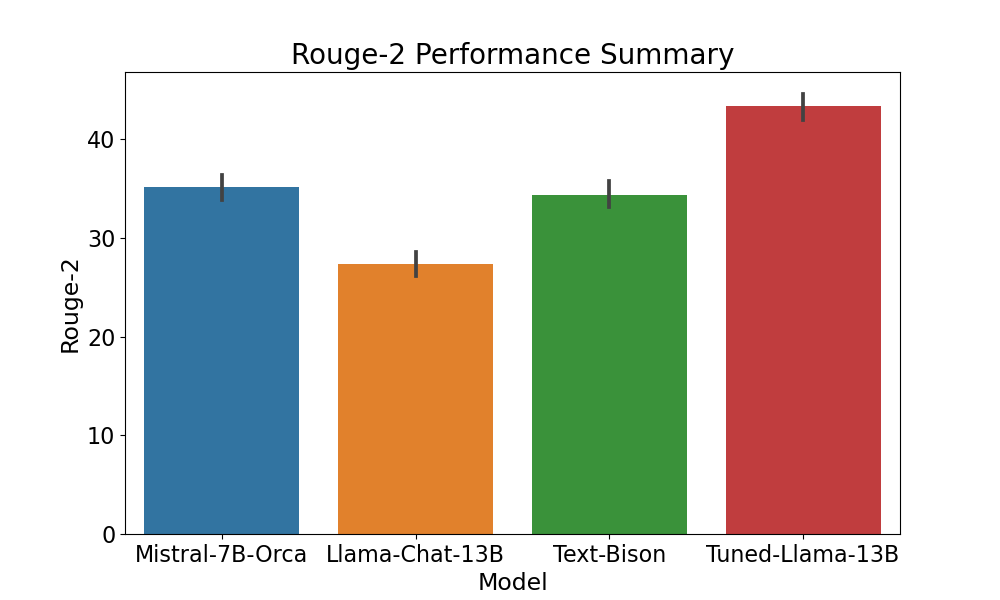 Rouge-2 Performance Summary
40
30
20
10
0
Rouge-2
Mistral-7B-Orca Llama-Chat-13B Text-Bison Tuned-Llama-13B
Model